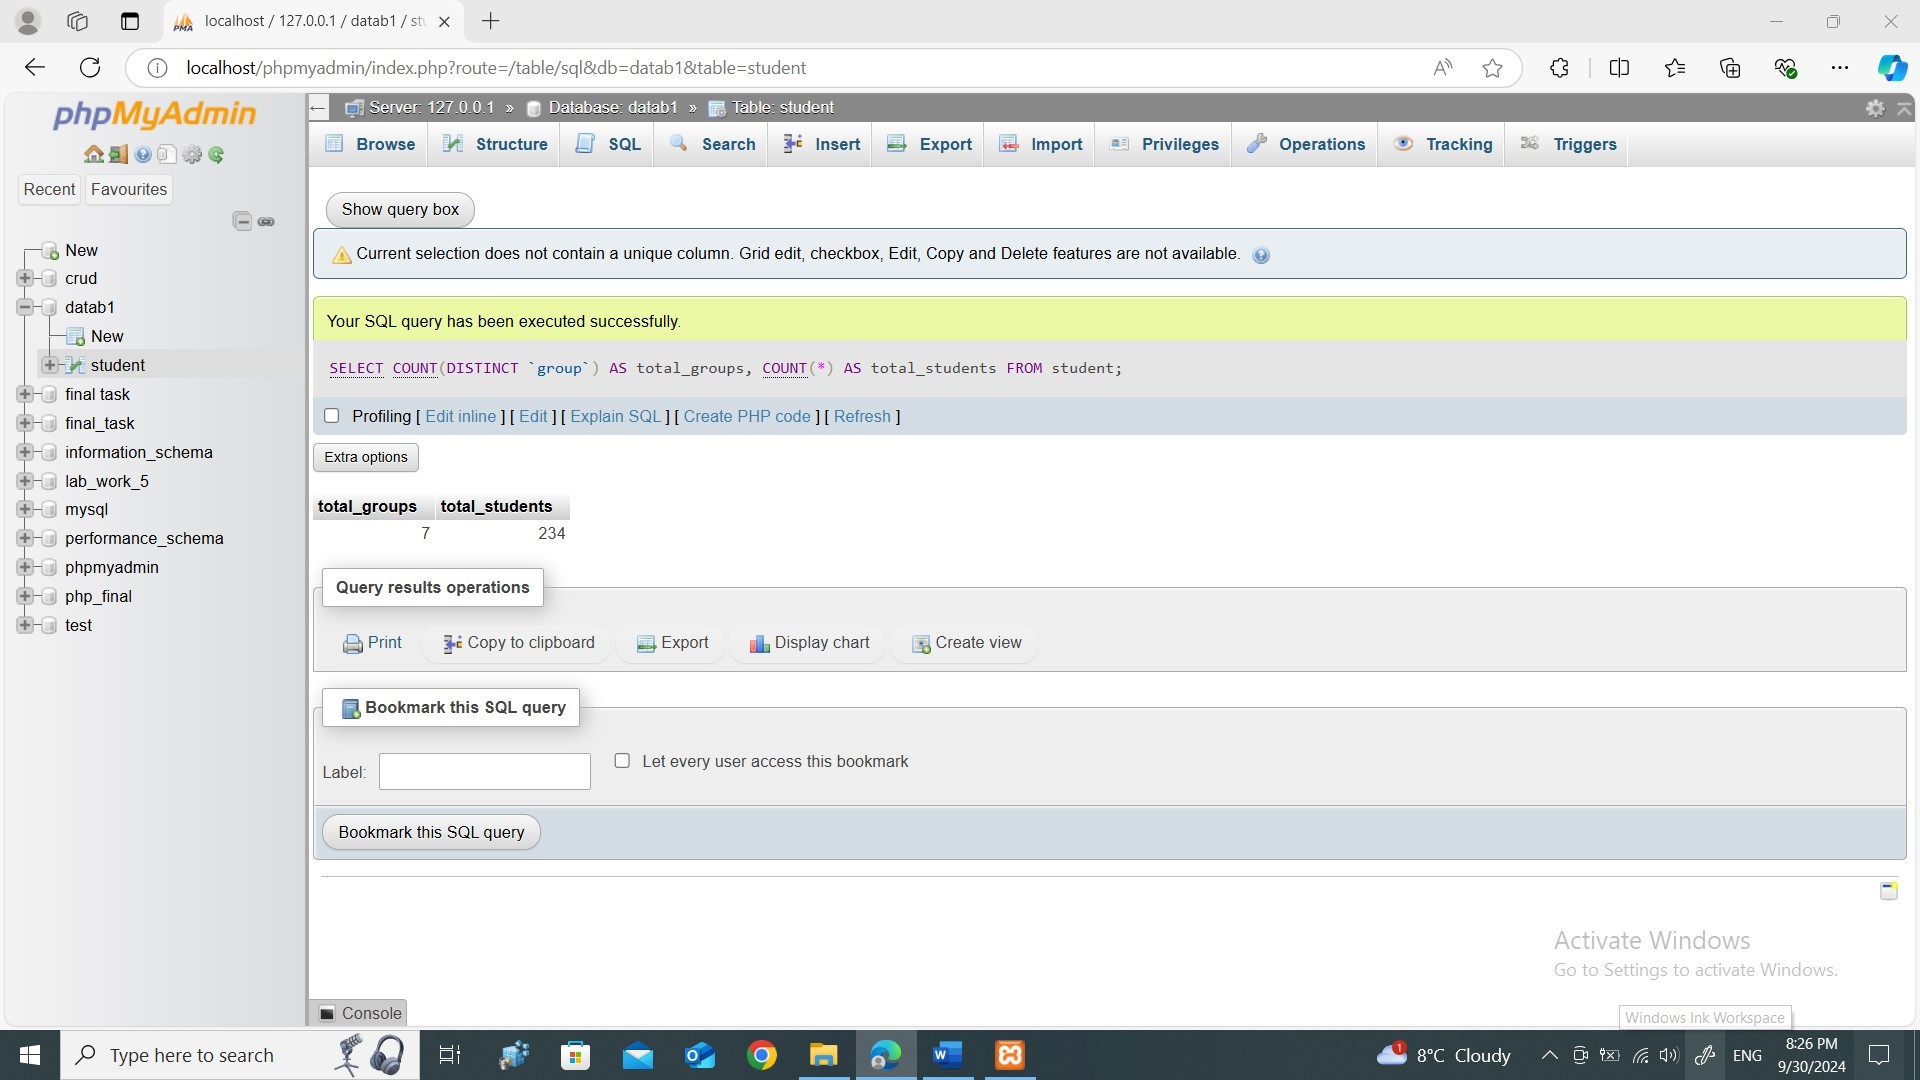 localhost / 127.0.0.1 / datab1 / stu
localhost/phpmyadmin/index.php?route=/table/sql&db=datab1&table=student
phpMyAdmin
Recent Favourites
New
crud
datab1
New
student
final task
final_task
information_schema
lab_work_5
mysql
performance_schema
phpmyadmin
php_final
test
Server: 127.0.0.1 » Database: datab1 » Table: student
Browse Structure SQL Search Insert Export Import Privileges Operations Tracking Triggers
Show query box
Current selection does not contain a unique column. Grid edit, checkbox, Edit, Copy and Delete features are not available.
Your SQL query has been executed successfully.
SELECT COUNT(DISTINCT `group`) AS total_groups, COUNT(*) AS total_students FROM student;
Profiling [ Edit inline ] [ Edit ] [ Explain SQL ] [ Create PHP code ] [ Refresh ]
Extra options
total_groups total_students
7 234
Query results operations
Print Copy to clipboard Export Display chart Create view
Bookmark this SQL query
Label: Let every user access this bookmark
Bookmark this SQL query
Activate Windows
Go to Settings to activate Windows.
Console
Windows Ink Workspace
Type here to search
1 8°C Cloudy
ENG
8:26 PM
9/30/2024